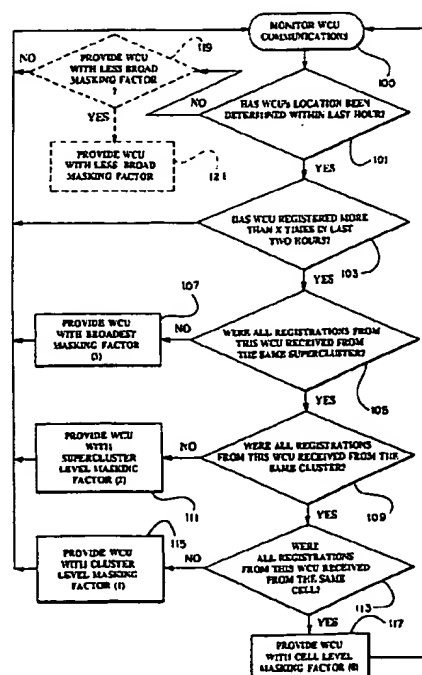 MONITOR WCU
COMMUNICATIONS
100
HAS WCU'S LOCATION BEEN
DETERMINED WITHIN LAST HOUR?
101
NO
YES
PROVIDE WCU
WITH LESS BROAD
MASKING FACTOR
?
119
NO
YES
PROVIDE WCU
WITH LESS BROAD
MASKING FACTOR
121
HAS WCU REGISTERED MORE
THAN X TIMES IN LAST
TWO HOURS?
103
YES
107
PROVIDE WCU
WITH BROADEST
MASKING FACTOR
(3)
NO
WERE ALL REGISTRATIONS FROM
THIS WCU RECEIVED FROM
THE SAME SUPERCLUSTER?
105
YES
PROVIDE WCU
WITH
SUPERCLUSTER
LEVEL MASKING
FACTOR (2)
111
NO
WERE ALL REGISTRATIONS
FROM THIS WCU RECEIVED FROM THE
SAME CLUSTER?
109
YES
115
PROVIDE WCU
WITH CLUSTER
LEVEL MASKING
FACTOR (1)
NO
WERE
ALL REGISTRATIONS
FROM THIS WCU RECEIVED
FROM THE SAME
CELL?
113
YES
117
PROVIDE WCU
WITH CELL LEVEL
MASKING FACTOR (0)